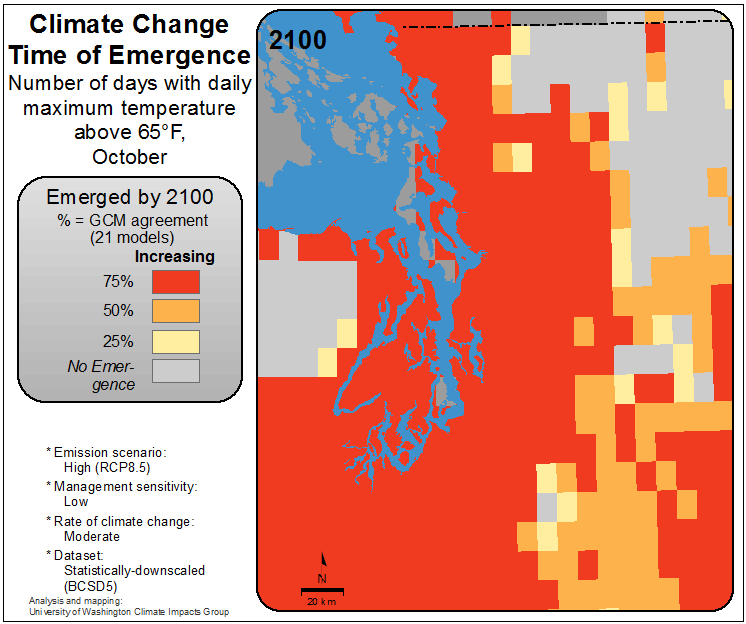 Climate Change
Time of Emergence
Number of days with daily
maximum temperature
above 65°F,
October
Emerged by 2100
% = GCM agreement
(21 models)
Increasing
75%
50%
25%
No Emer-
gence
* Emission scenario:
High (RCP8.5)
* Management sensitivity:
Low
* Rate of climate change:
Moderate
* Dataset:
Statistically-downscaled
(BCSD5)
Analysis and mapping:
University of Washington Climate Impacts Group
2100
N
20 km